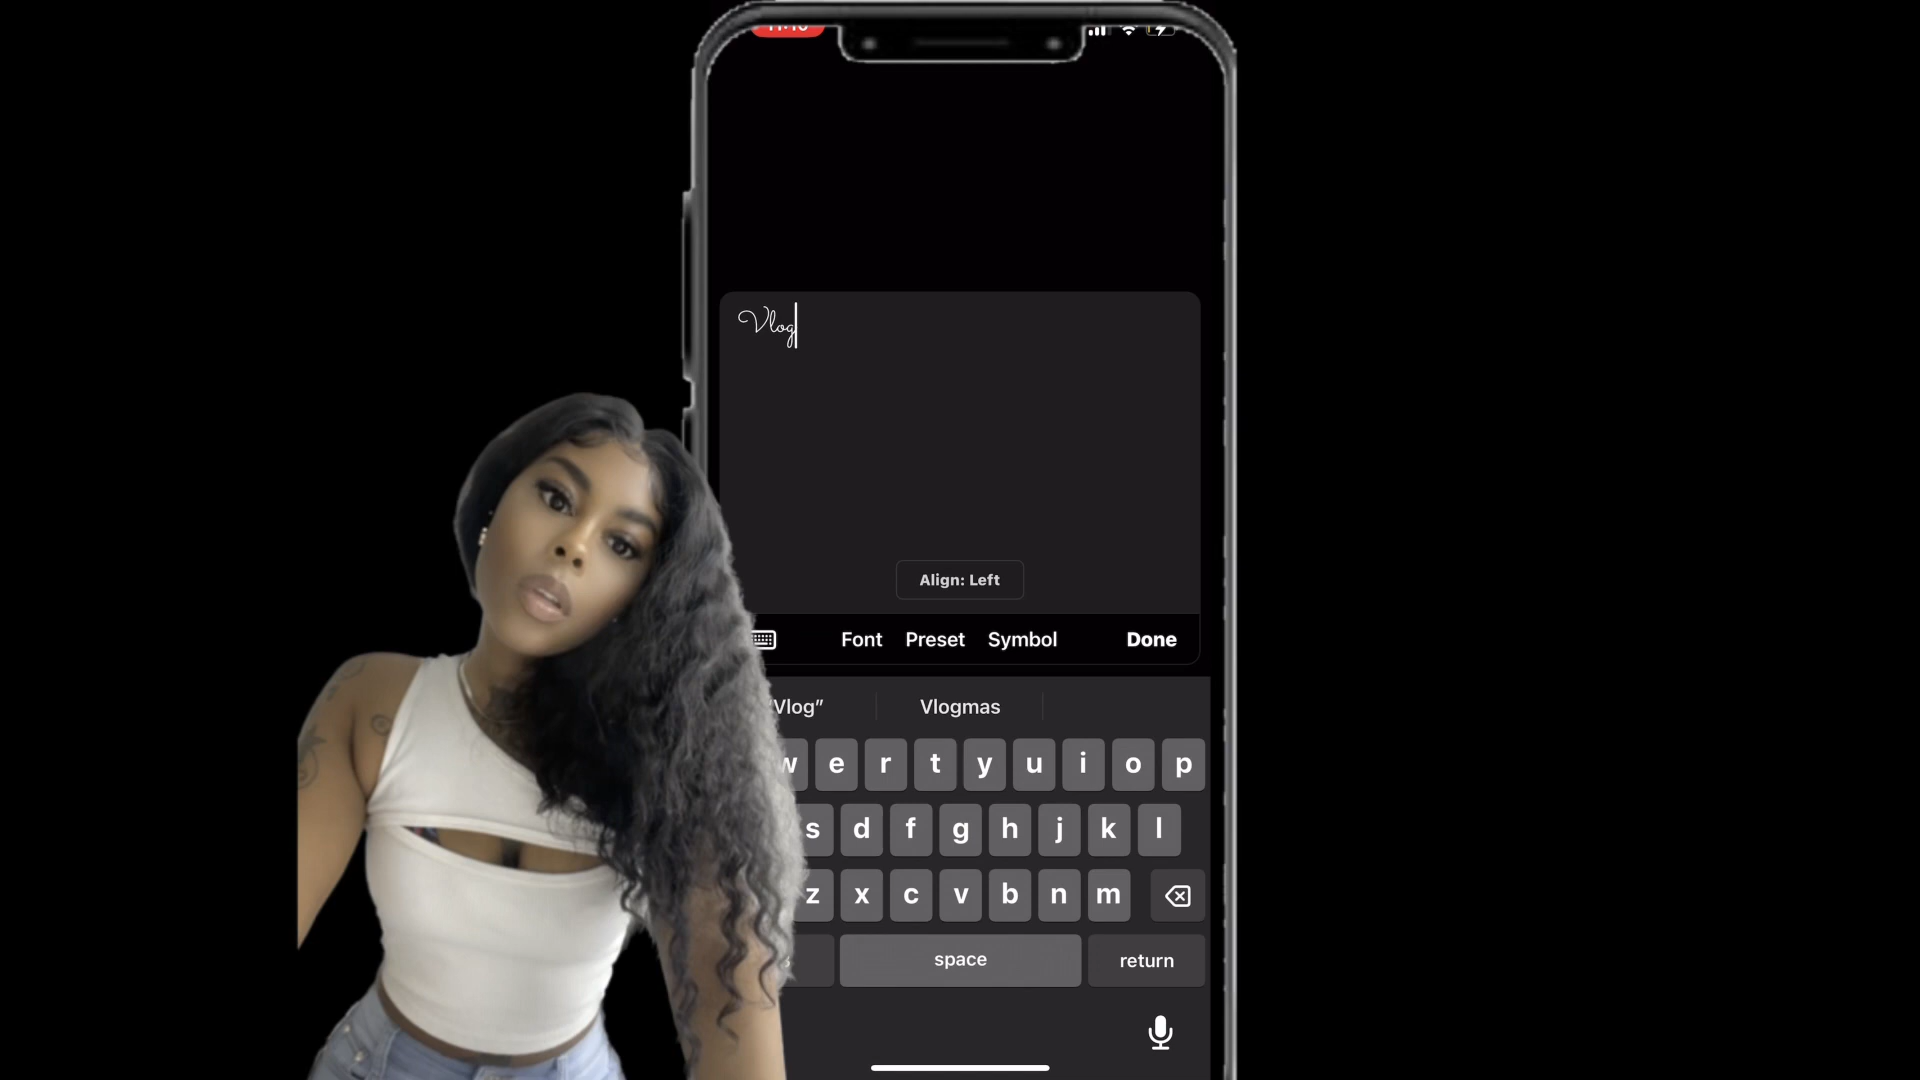 Vlog
Align: Left
Font Preset Symbol Done
Vlog” Vlogmas
w e r t y u i o p
s d f g h j k l
z x c v b n m
space return